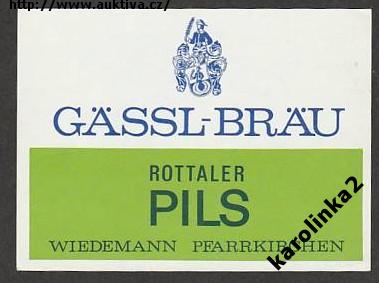 http://www.auktiva.cz/
GÄSSL-BRÄU
ROTTALER
PILS
WIEDEMANN PFARRKIRCHEN
karolinka2